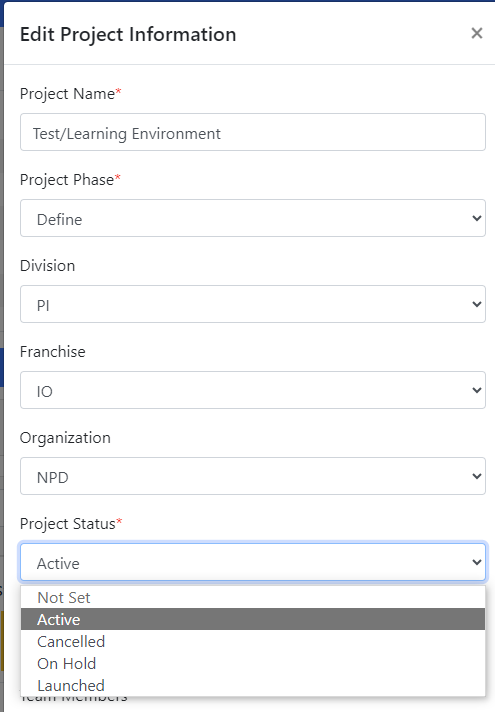 Edit Project Information ×
Project Name*
Test/Learning Environment
Project Phase*
Define
Division
PI
Franchise
IO
Organization
NPD
Project Status*
Active
Not Set
Active
Cancelled
On Hold
Launched
Team Members